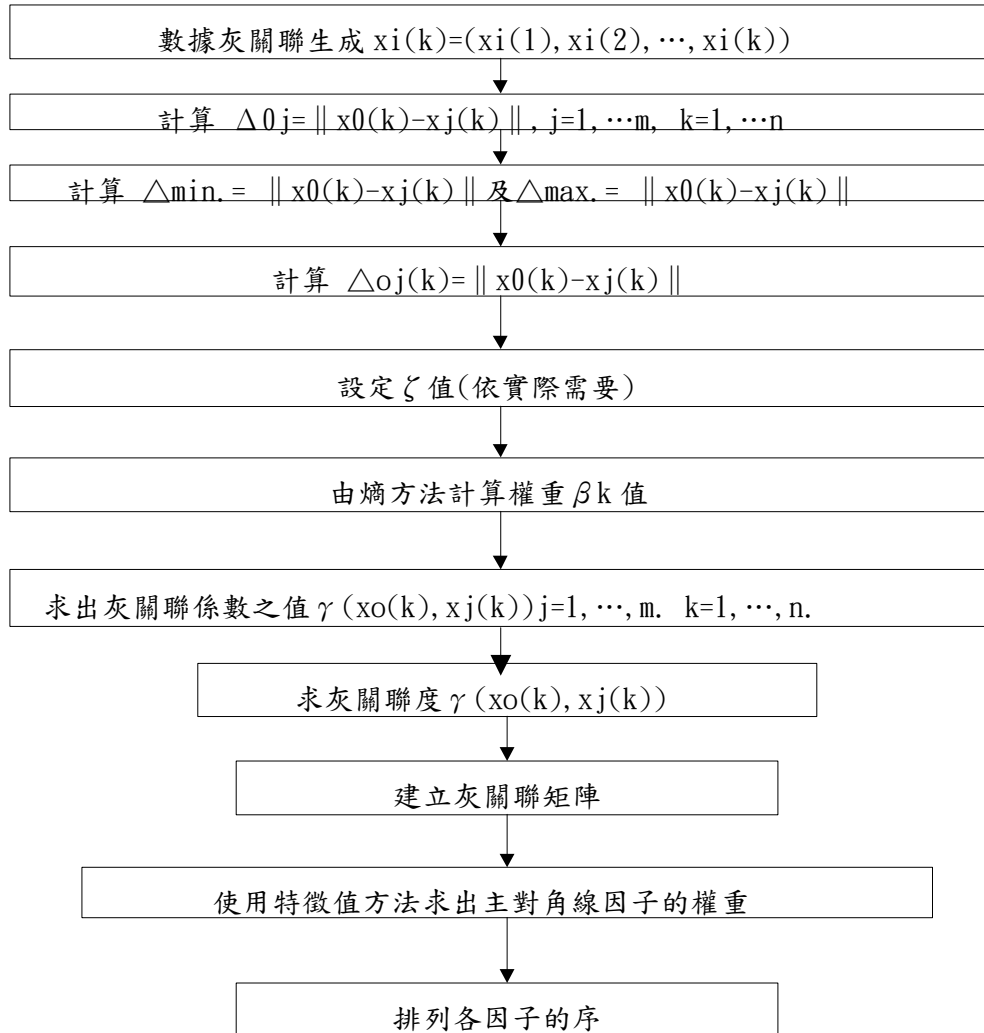 數據灰關聯生成 xi(k)=(xi(1),xi(2),…,xi(k))
計算 Δ0j=‖x0(k)-xj(k)‖, j=1,…m, k=1,…n
計算 △min.= ‖x0(k)-xj(k)‖及△max.= ‖x0(k)-xj(k)‖
計算 △oj(k)=‖x0(k)-xj(k)‖
設定ζ值(依實際需要)
由熵方法計算權重βk值
求出灰關聯係數之值γ(xo(k),xj(k))j=1,…,m. k=1,…,n.
求灰關聯度γ(xo(k),xj(k))
建立灰關聯矩陣
使用特徵值方法求出主對角線因子的權重
排列各因子的序